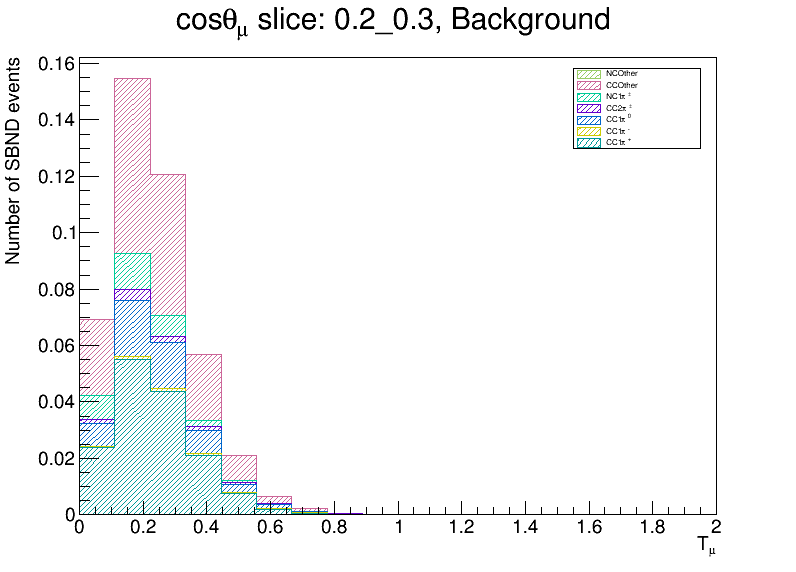 cosθμ slice: 0.2_0.3, Background
Number of SBND events
0.16
0.14
0.12
0.1
0.08
0.06
0.04
0.02
0
NCOther
CCOther
NC1π ±
CC2π ±
CC1π 0
CC1π -
CC1π +
0 0.2 0.4 0.6 0.8 1 1.2 1.4 1.6 1.8 2
Tμ